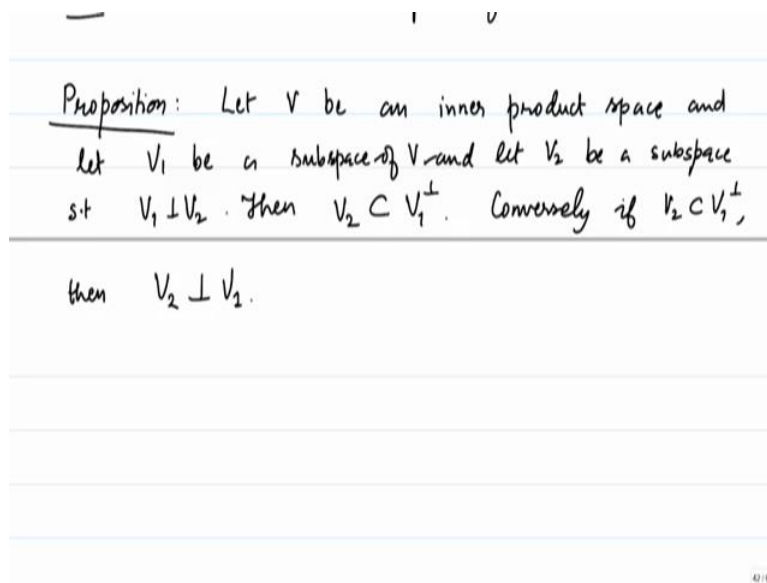 Proposition: Let V be an inner product space and
let V₁ be a subspace of V and let V₂ be a subspace
s.t V₁ ⊥ V₂. Then V₂ ⊂ V₁^⊥. Conversely if V₂ ⊂ V₁^⊥,
then V₂ ⊥ V₁.